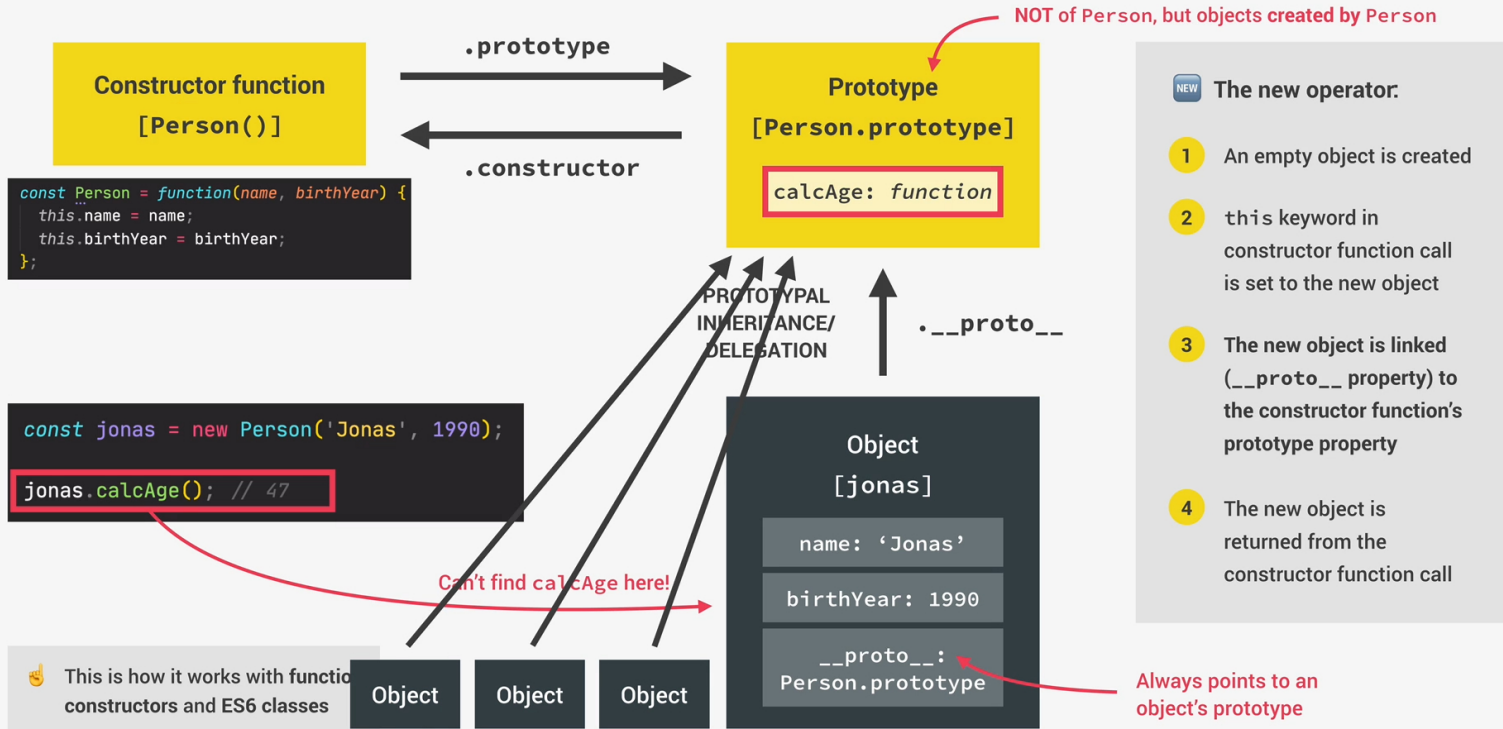 NOT of Person, but objects created by Person
Constructor function
[Person()]
.prototype
.constructor
Prototype
[Person.prototype]
calcAge: function
const Person = function(name, birthYear) {
this.name = name;
this.birthYear = birthYear;
};
PROTOTYPAL
INHERITANCE/
DELEGATION
.__proto__
const jonas = new Person('Jonas', 1990);
jonas.calcAge(); // 47
Can't find calcAge here!
Object
[jonas]
name: ‘Jonas’
birthYear: 1990
__proto__:
Person.prototype
Always points to an
object's prototype
☝ This is how it works with functio
constructors and ES6 classes
Object
Object
Object
NEW The new operator:
1 An empty object is created
2 this keyword in
constructor function call
is set to the new object
3 The new object is linked
(__proto__ property) to
the constructor function's
prototype property
4 The new object is
returned from the
constructor function call